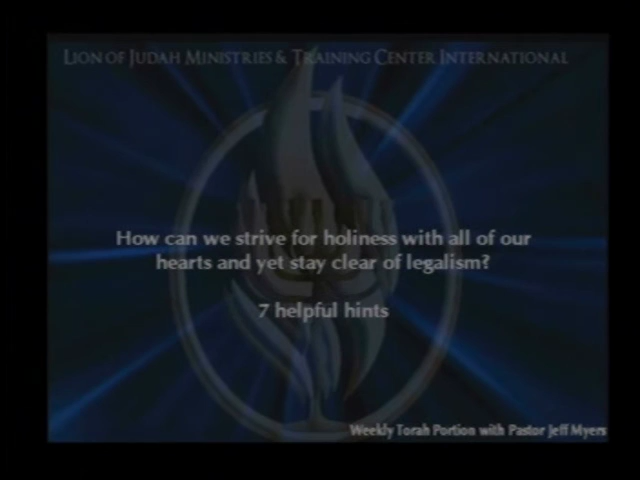 LION OF JUDAH MINISTRIES & TRAINING CENTER INTERNATIONAL
How can we strive for holiness with all of our
hearts and yet stay clear of legalism?
7 helpful hints
Weekly Torah Portion with Pastor Jeff Myers